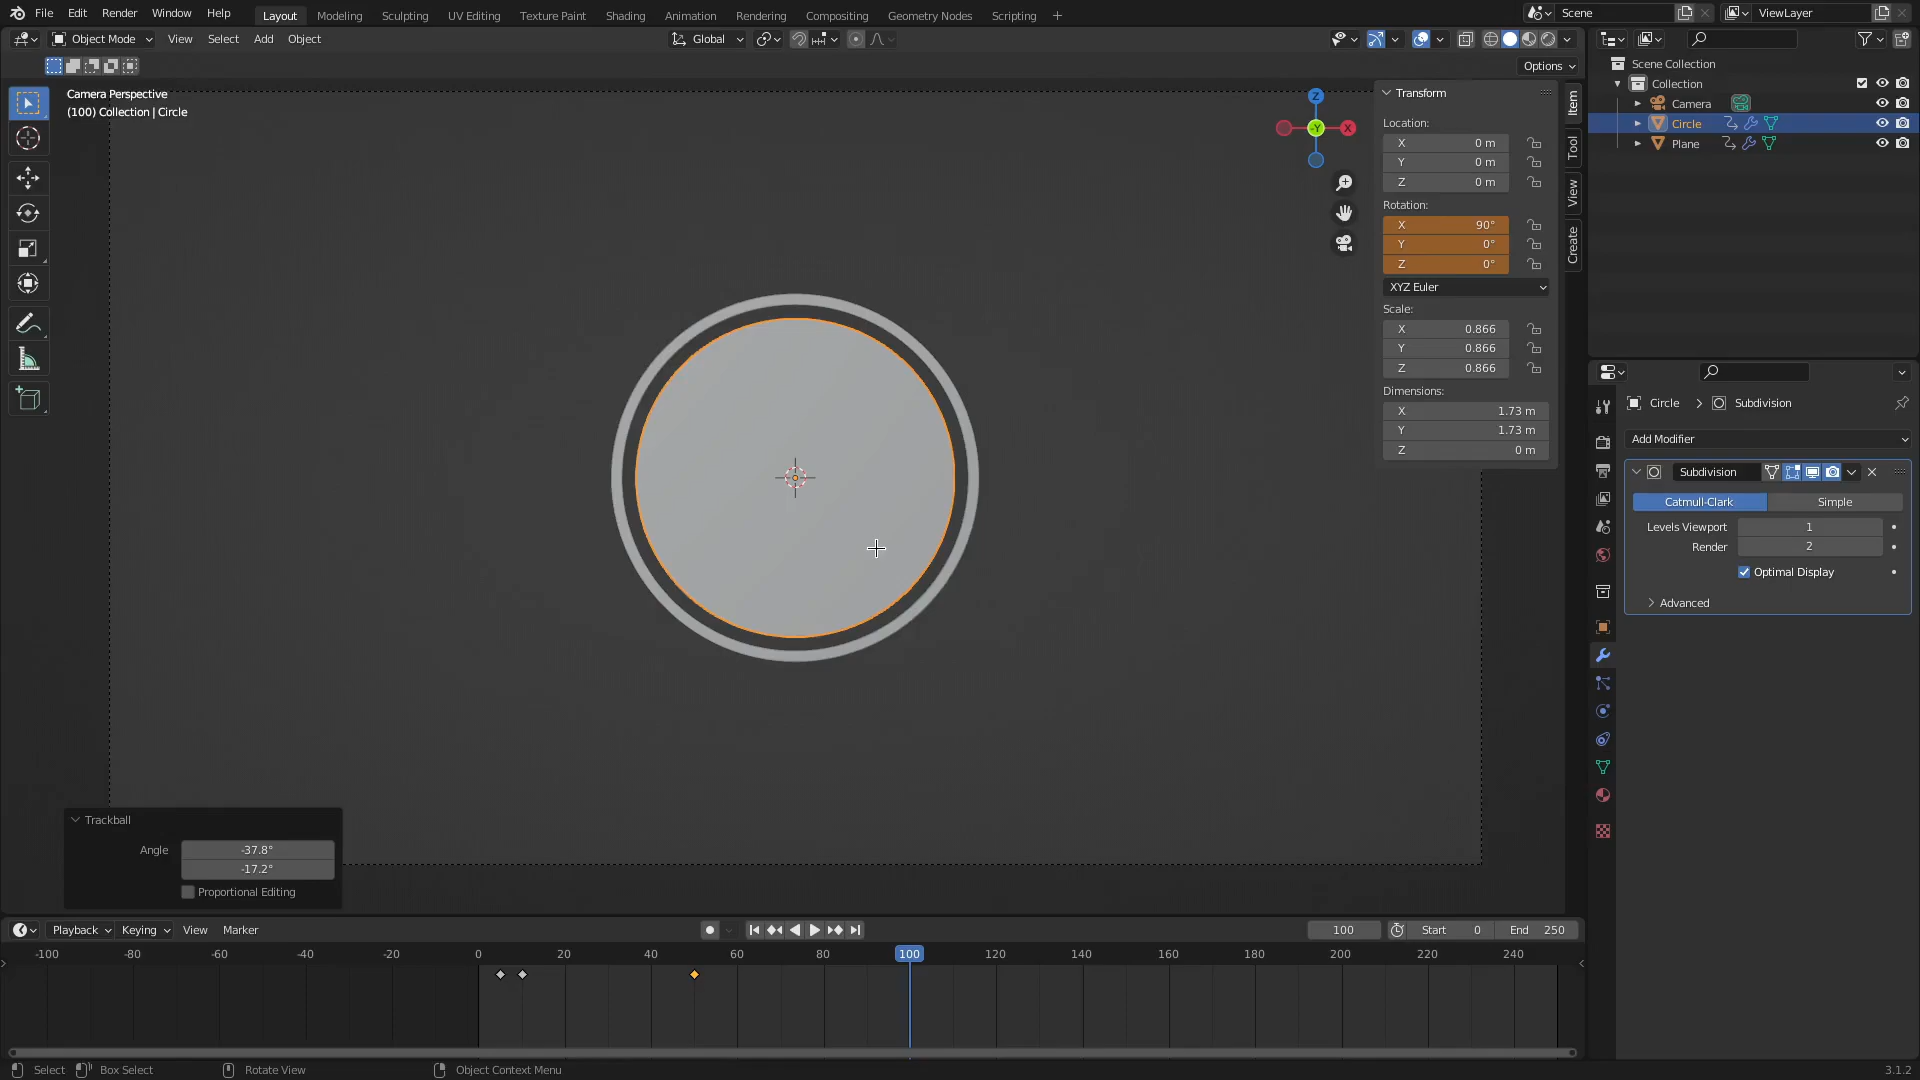 File Edit Render Window Help Layout Modeling Sculpting UV Editing Texture Paint Shading Animation Rendering Compositing Geometry Nodes Scripting + Scene ViewLayer
Object Mode View Select Add Object Global
Options
Camera Perspective
(100) Collection | Circle
Z
-Y
X
Transform
Location:
X 0 m
Y 0 m
Z 0 m
Rotation:
X 90°
Y 0°
Z 0°
XYZ Euler
Scale:
X 0.866
Y 0.866
Z 0.866
Dimensions:
X 1.73 m
Y 1.73 m
Z 0 m
Item
Tool
View
Create
Scene Collection
Collection
Camera
Circle
Plane
Circle > Subdivision
Add Modifier
Subdivision
Catmull-Clark Simple
Levels Viewport 1
Render 2
Optimal Display
Advanced
Trackball
Angle -37.8°
-17.2°
Proportional Editing
Playback Keying View Marker 100 Start 0 End 250
-100 -80 -60 -40 -20 0 20 40 60 80 100 120 140 160 180 200 220 240
Select Box Select Rotate View Object Context Menu 3.1.2